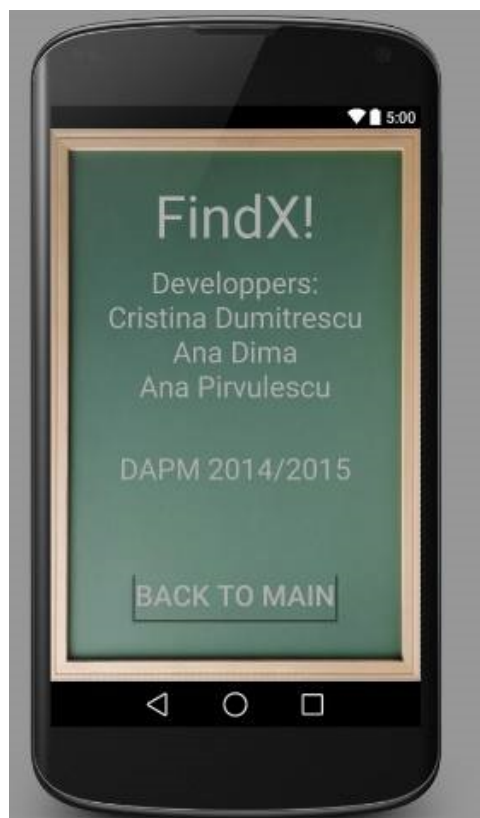 5:00
FindX!
Developpers:
Cristina Dumitrescu
Ana Dima
Ana Pirvulescu
DAPM 2014/2015
BACK TO MAIN